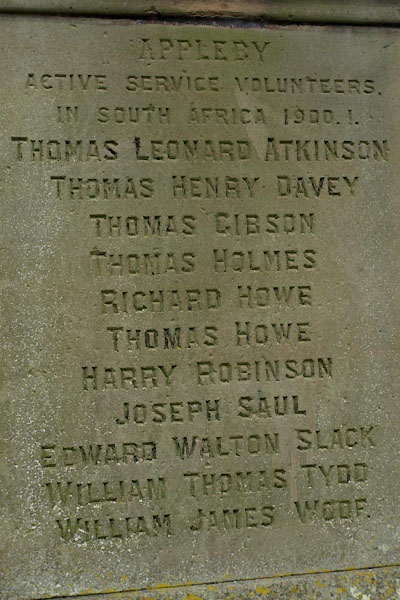 APPLEBY
ACTIVE SERVICE VOLUNTEERS.
IN SOUTH AFRICA 1900.1.
THOMAS LEONARD ATKINSON
THOMAS HENRY DAVEY
THOMAS GIBSON
THOMAS HOLMES
RICHARD HOWE
THOMAS HOWE
HARRY ROBINSON
JOSEPH SAUL
EDWARD WALTON SLACK
WILLIAM THOMAS TYDD
WILLIAM JAMES WOOF.